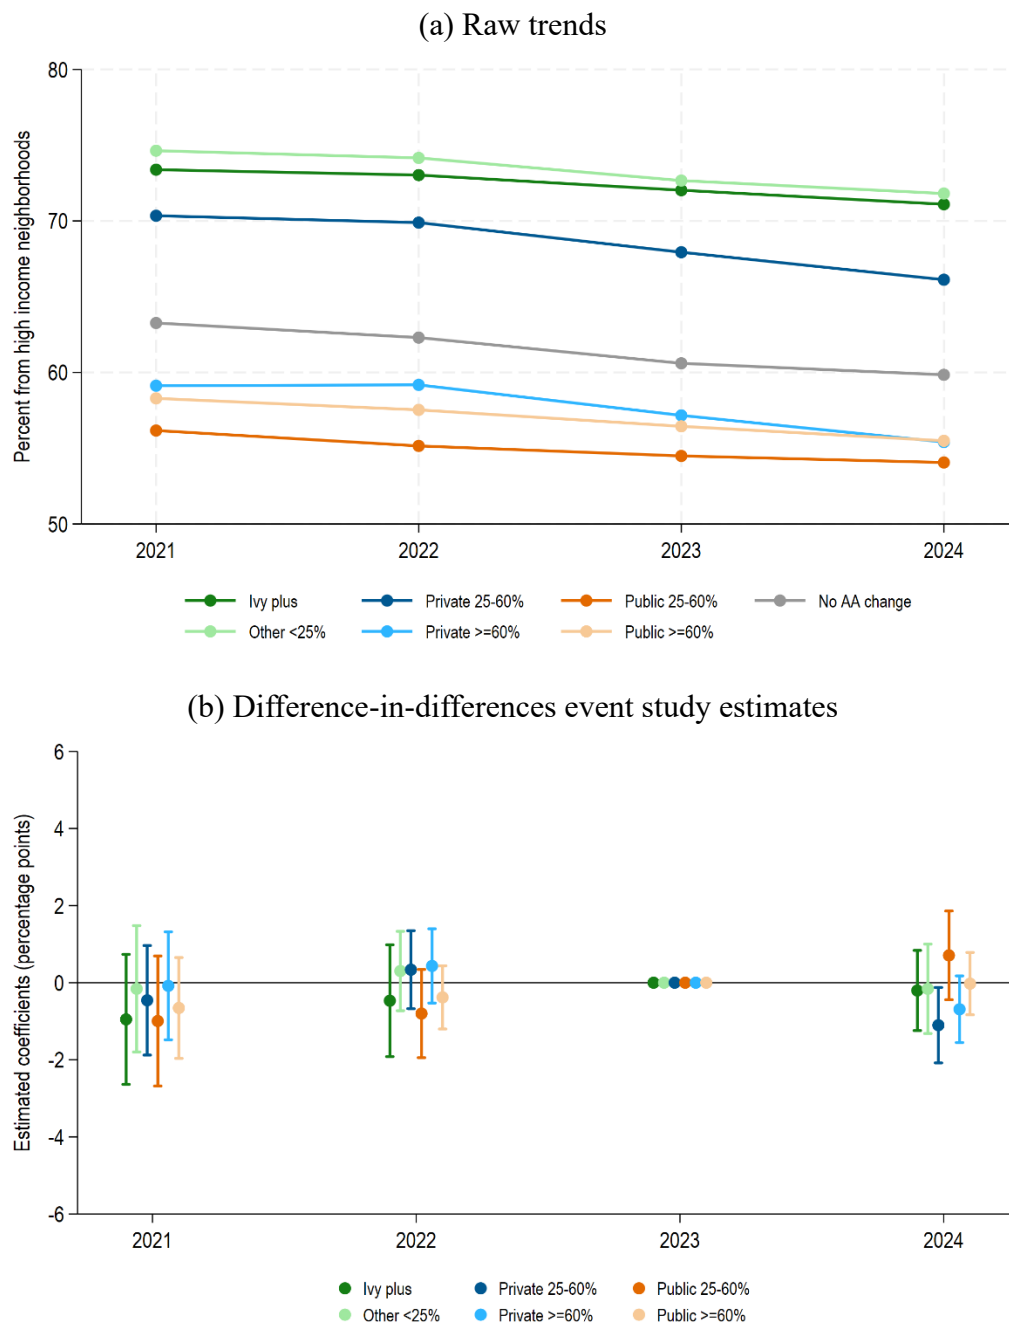 (a) Raw trends
80
70
60
50
Percent from high income neighborhoods
2021 2022 2023 2024
Ivy plus Private 25-60% Public 25-60% No AA change
Other <25% Private >=60% Public >=60%
(b) Difference-in-differences event study estimates
6
4
2
0
-2
-4
-6
Estimated coefficients (percentage points)
2021 2022 2023 2024
Ivy plus Private 25-60% Public 25-60%
Other <25% Private >=60% Public >=60%